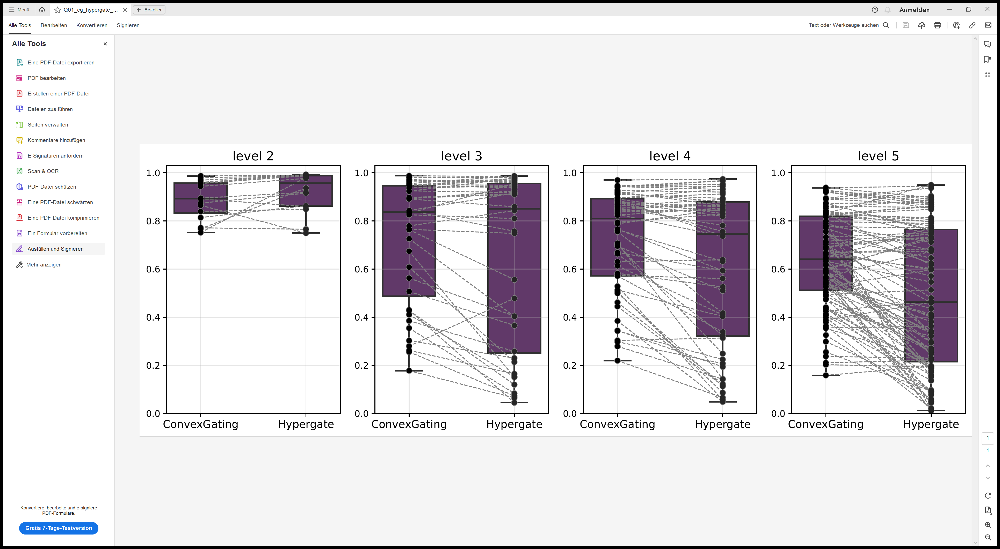 Menü
Q01_cg_hypergate_...
Erstellen
Anmelden
Alle Tools
Bearbeiten
Konvertieren
Signieren
Text oder Werkzeuge suchen
Alle Tools
Eine PDF-Datei exportieren
PDF bearbeiten
Erstellen einer PDF-Datei
Dateien zus.führen
Seiten verwalten
Kommentare hinzufügen
E-Signaturen anfordern
Scan & OCR
PDF-Datei schützen
Eine PDF-Datei schwärzen
Eine PDF-Datei komprimieren
Ein Formular vorbereiten
Ausfüllen und Signieren
Mehr anzeigen
Konvertiere, bearbeite und e-signiere
PDF-Formulare.
Gratis 7-Tage-Testversion
level 2
1.0
0.8
0.6
0.4
0.2
0.0
ConvexGating
Hypergate
level 3
1.0
0.8
0.6
0.4
0.2
0.0
ConvexGating
Hypergate
level 4
1.0
0.8
0.6
0.4
0.2
0.0
ConvexGating
Hypergate
level 5
1.0
0.8
0.6
0.4
0.2
0.0
ConvexGating
Hypergate
1
1